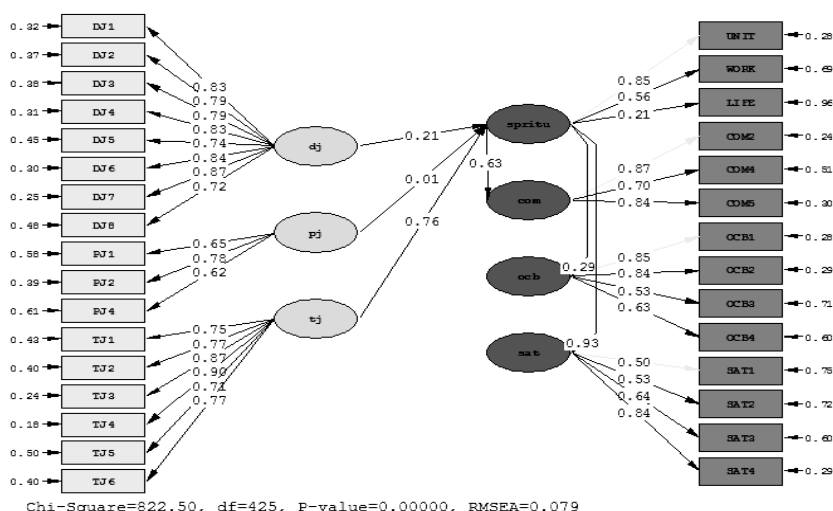 0.32 DJ1
0.37 DJ2
0.38 DJ3
0.31 DJ4
0.45 DJ5
0.30 DJ6
0.25 DJ7
0.48 DJ8
0.58 PJ1
0.39 PJ2
0.61 PJ4
0.43 TJ1
0.40 TJ2
0.24 TJ3
0.18 TJ4
0.50 TJ5
0.40 TJ6
0.83
0.79
0.79
0.83
0.74
0.84
0.87
0.72
0.65
0.78
0.62
0.75
0.77
0.87
0.90
0.71
0.77
dj
pj
tj
0.21
0.01
0.76
spritu
com
ocb
sat
0.63
0.29
0.93
0.85
0.56
0.21
0.87
0.70
0.84
0.85
0.84
0.53
0.63
0.50
0.53
0.64
0.84
UNIT 0.28
WORK 0.69
LIFE 0.96
COM2 0.24
COM4 0.51
COM5 0.30
OCB1 0.28
OCB2 0.29
OCB3 0.71
OCB4 0.60
SAT1 0.75
SAT2 0.72
SAT3 0.60
SAT4 0.29
Chi-Square=822.50, df=425, P-value=0.00000, RMSEA=0.079